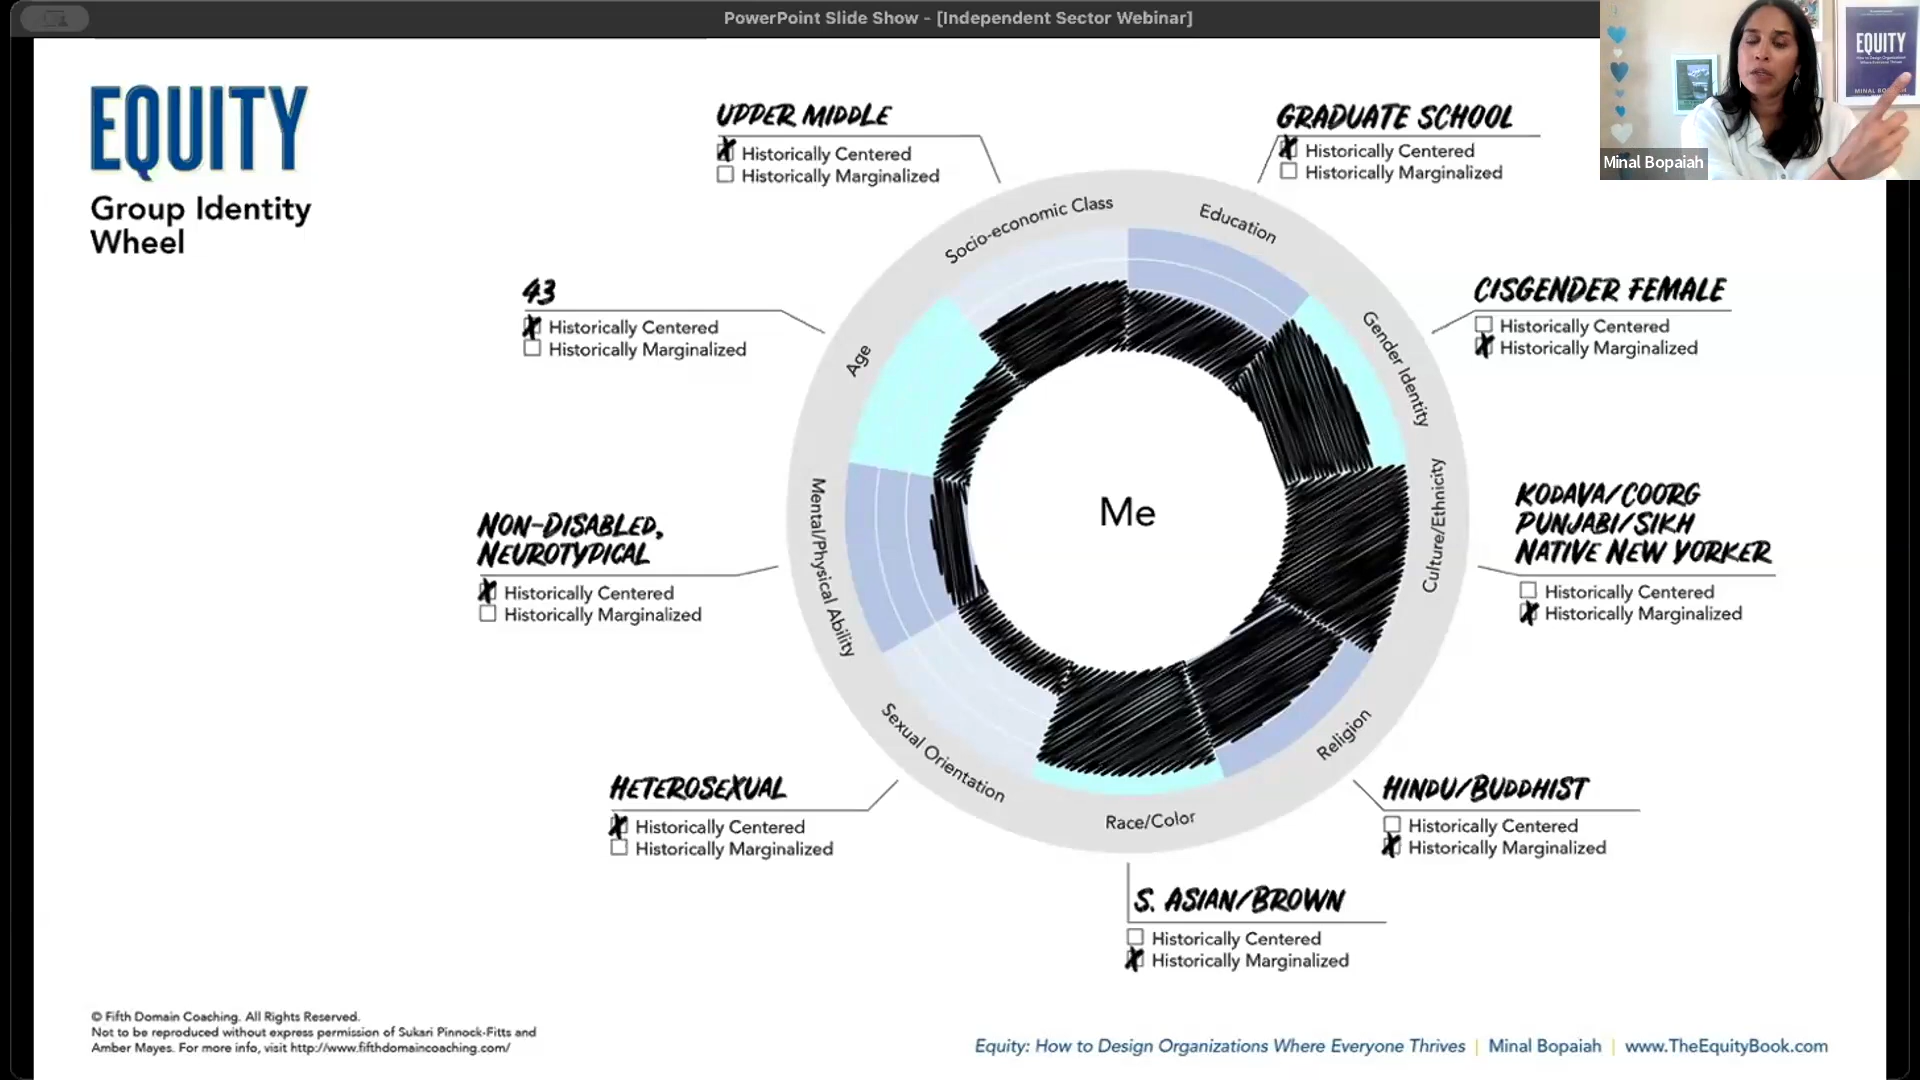 PowerPoint Slide Show - [Independent Sector Webinar]
EQUITY
Minal Bopaiah
EQUITY
Group Identity
Wheel
UPPER MIDDLE
Historically Centered
Historically Marginalized
GRADUATE SCHOOL
Historically Centered
Historically Marginalized
43
Historically Centered
Historically Marginalized
CISGENDER FEMALE
Historically Centered
Historically Marginalized
Socio-economic Class
Education
Age
Gender Identity
Mental/Physical Ability
Me
Culture/Ethnicity
Sexual Orientation
Race/Color
Religion
NON-DISABLED,
NEUROTYPICAL
Historically Centered
Historically Marginalized
KODAVA/COORG
PUNJABI/SIKH
NATIVE NEW YORKER
Historically Centered
Historically Marginalized
HETEROSEXUAL
Historically Centered
Historically Marginalized
HINDU/BUDDHIST
Historically Centered
Historically Marginalized
S. ASIAN/BROWN
Historically Centered
Historically Marginalized
© Fifth Domain Coaching. All Rights Reserved.
Not to be reproduced without express permission of Sukari Pinnock-Fitts and
Amber Mayes. For more info, visit http://www.fifthdomaincoaching.com/
Equity: How to Design Organizations Where Everyone Thrives | Minal Bopaiah | www.TheEquityBook.com